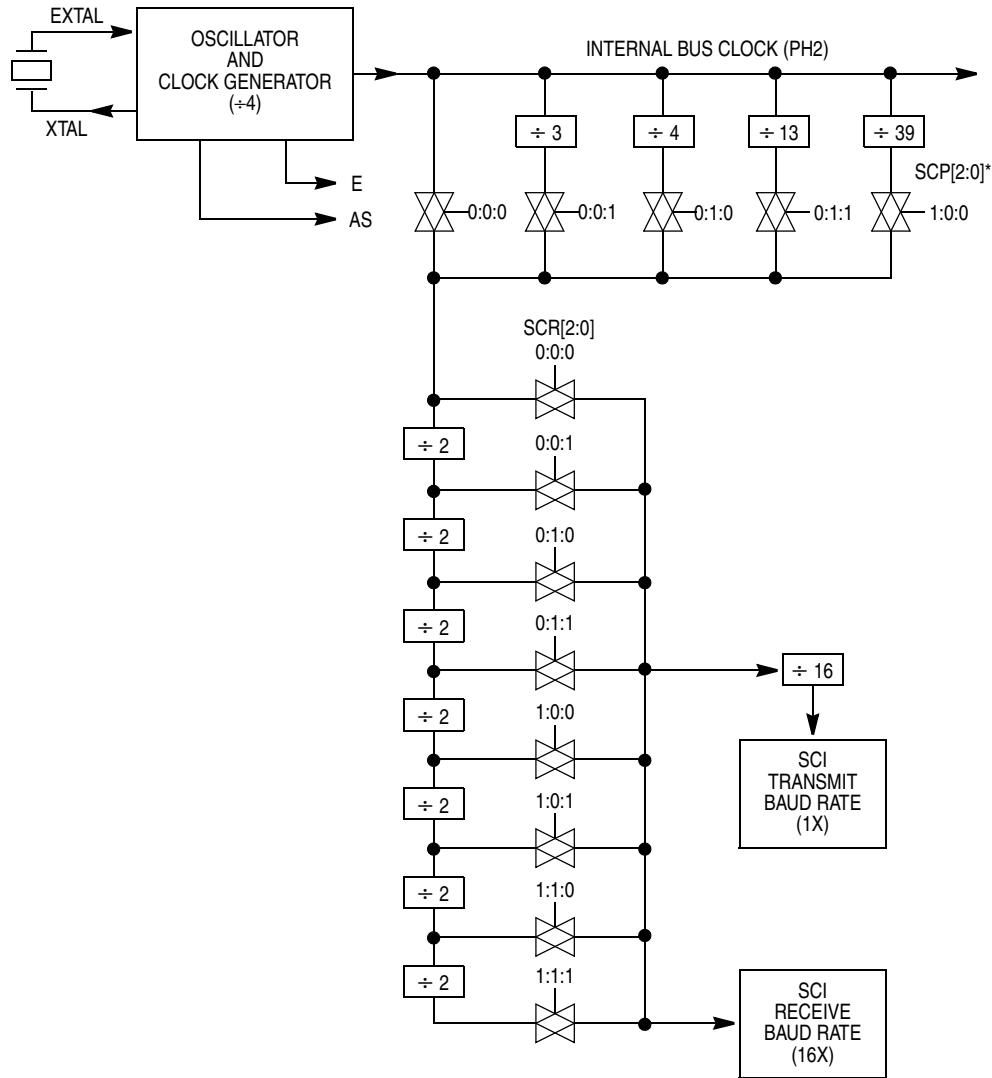 EXTAL
OSCILLATOR
AND
CLOCK GENERATOR
(÷4)
XTAL
INTERNAL BUS CLOCK (PH2)
÷ 3
÷ 4
÷ 13
÷ 39
SCP[2:0]*
E
AS
0:0:0
0:0:1
0:1:0
0:1:1
1:0:0
SCR[2:0]
0:0:0
÷ 2
0:0:1
÷ 2
0:1:0
÷ 2
0:1:1
÷ 16
÷ 2
1:0:0
SCI
TRANSMIT
BAUD RATE
(1X)
÷ 2
1:0:1
÷ 2
1:1:0
÷ 2
1:1:1
SCI
RECEIVE
BAUD RATE
(16X)